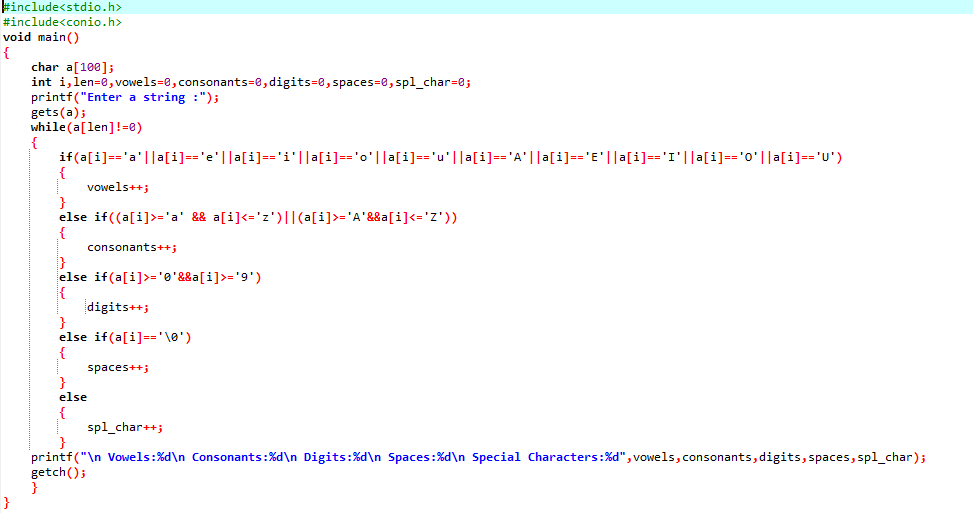 #include<stdio.h>
#include<conio.h>
void main()
{
char a[100];
int i,len=0,vowels=0,consonants=0,digits=0,spaces=0,spl_char=0;
printf("Enter a string :");
gets(a);
while(a[len]!=0)
{
if(a[i]=='a'||a[i]=='e'||a[i]=='i'||a[i]=='o'||a[i]=='u'||a[i]=='A'||a[i]=='E'||a[i]=='I'||a[i]=='O'||a[i]=='U')
{
vowels++;
}
else if((a[i]>='a' && a[i]<='z')||(a[i]>='A'&&a[i]<='Z'))
{
consonants++;
}
else if(a[i]>='0'&&a[i]>='9')
{
digits++;
}
else if(a[i]=='\0')
{
spaces++;
}
else
{
spl_char++;
}
printf("\n Vowels:%d\n Consonants:%d\n Digits:%d\n Spaces:%d\n Special Characters:%d",vowels,consonants,digits,spaces,spl_char);
getch();
}
}